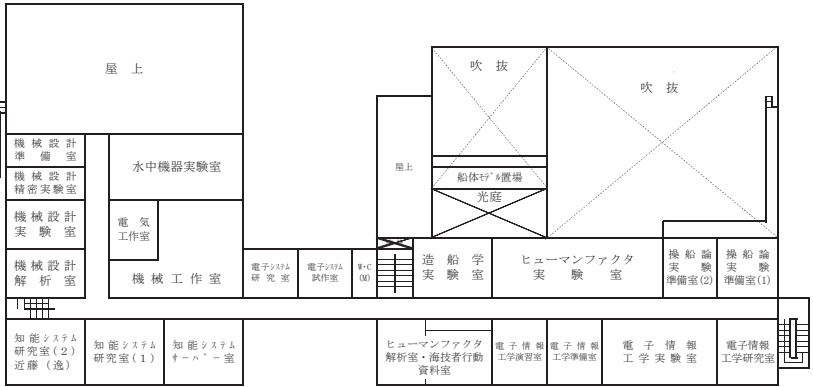 屋 上
吹 抜
吹 抜
機 械 設 計
準 備 室
水中機器実験室
屋上
船体ﾓﾃﾞﾙ置場
機 械 設 計
精密実験室
光庭
機械設計
実 験 室
電 気
工作室
機械設計
解 析 室
機 械 工 作 室
電子ｼｽﾃﾑ
研 究 室
電子ｼｽﾃﾑ
試作室
W・C
(M)
造 船 学
実 験 室
ヒューマンファクタ
実 験 室
操 船 論
実 験
準備室(2)
操 船 論
実 験
準備室(1)
知能システム
研究室(2)
近藤(逸)
知能システム
研究室(1)
知能システム
サーバー室
ヒューマンファクタ
解析室・海技者行動
資料室
電 子 情 報
工学演習室
電 子 情 報
工学準備室
電 子 情 報
工 学 実 験 室
電子情報
工学研究室